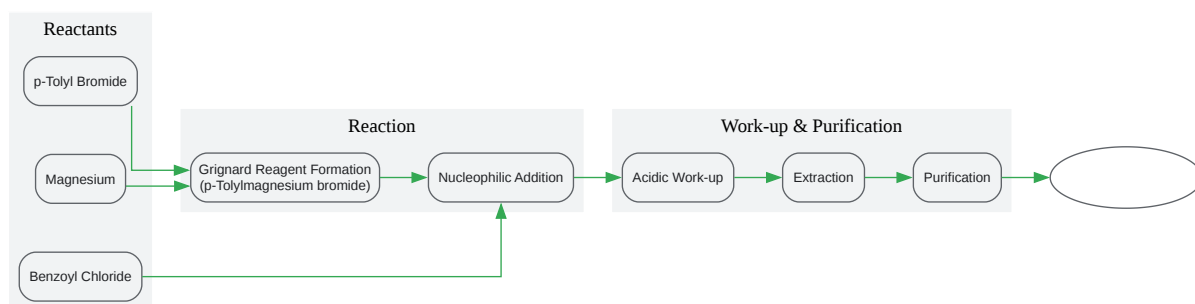 Reactants
p-Tolyl Bromide
Magnesium
Benzoyl Chloride
Reaction
Grignard Reagent Formation
(p-Tolylmagnesium bromide)
Nucleophilic Addition
Work-up & Purification
Acidic Work-up
Extraction
Purification